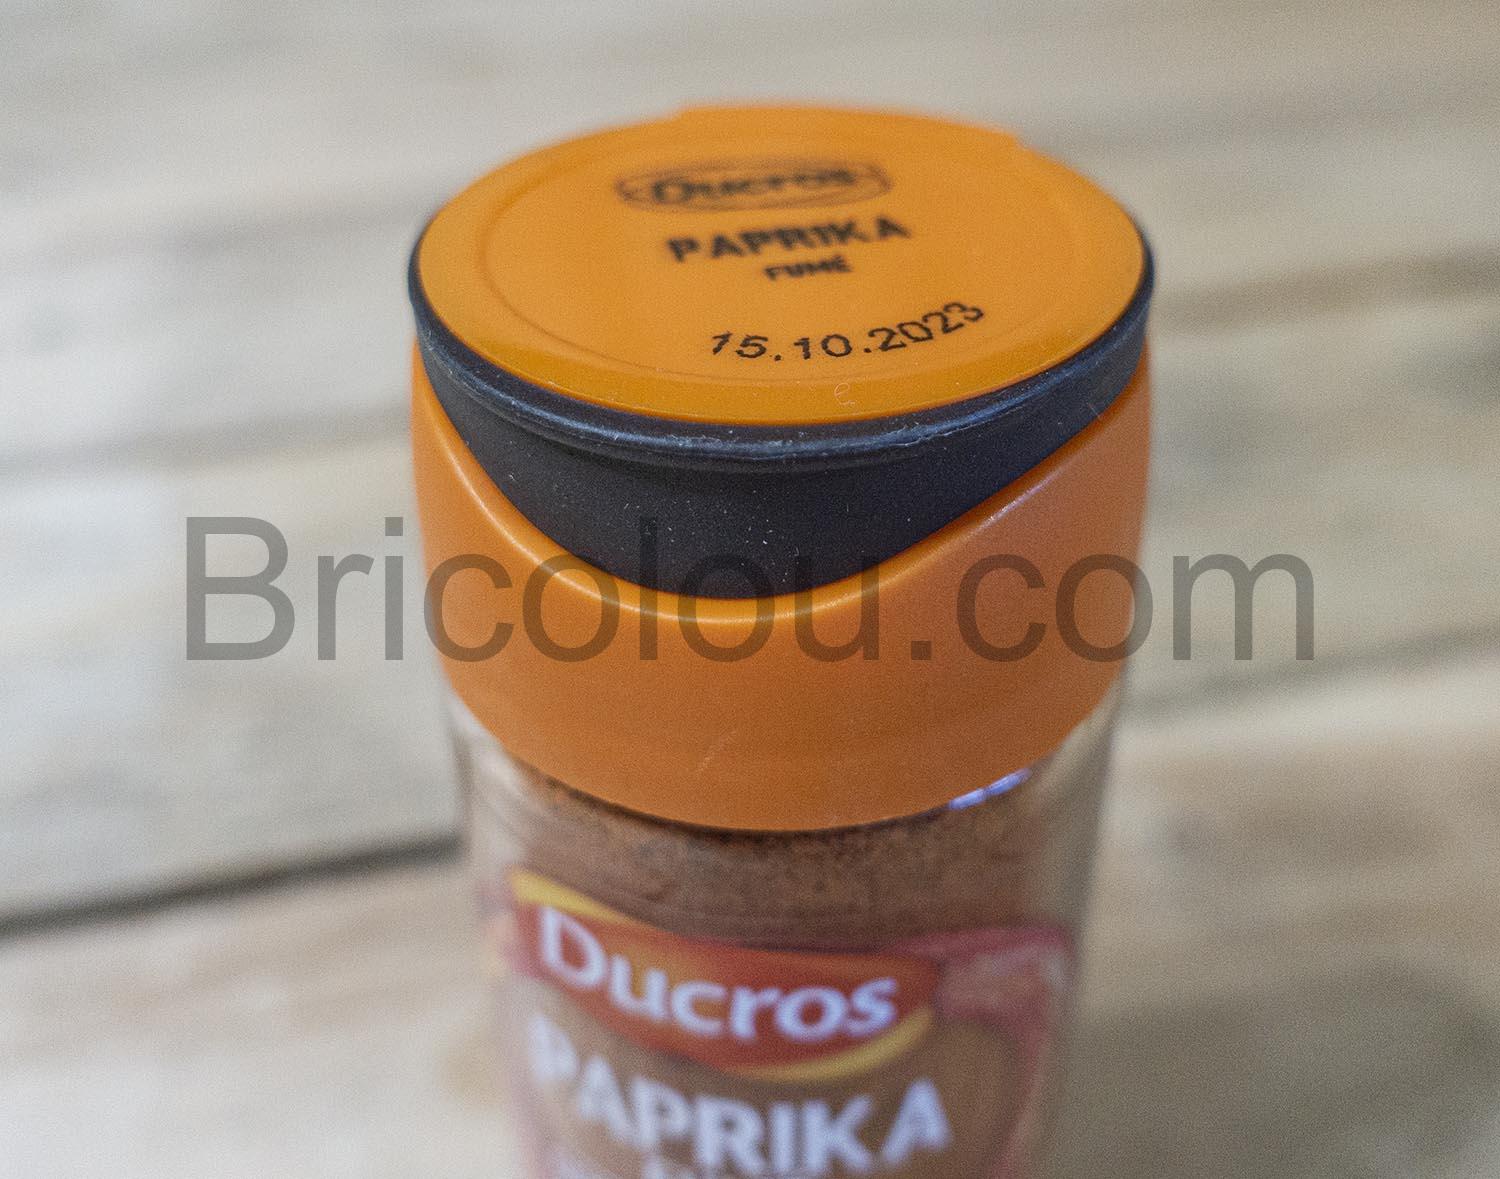 Ducros
PAPRIKA
FUMÉ
15.10.2023
Bricolou.com
Ducros
PAPRIKA